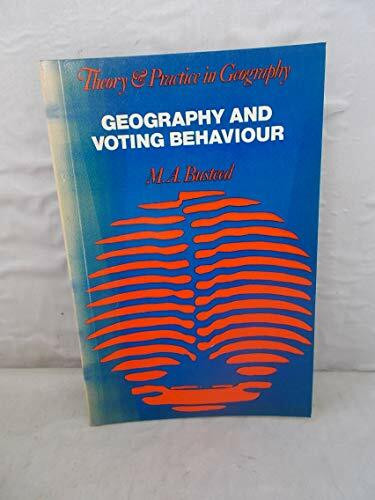 Theory & Practice in Geography
GEOGRAPHY AND
VOTING BEHAVIOUR
M.A. Busteed